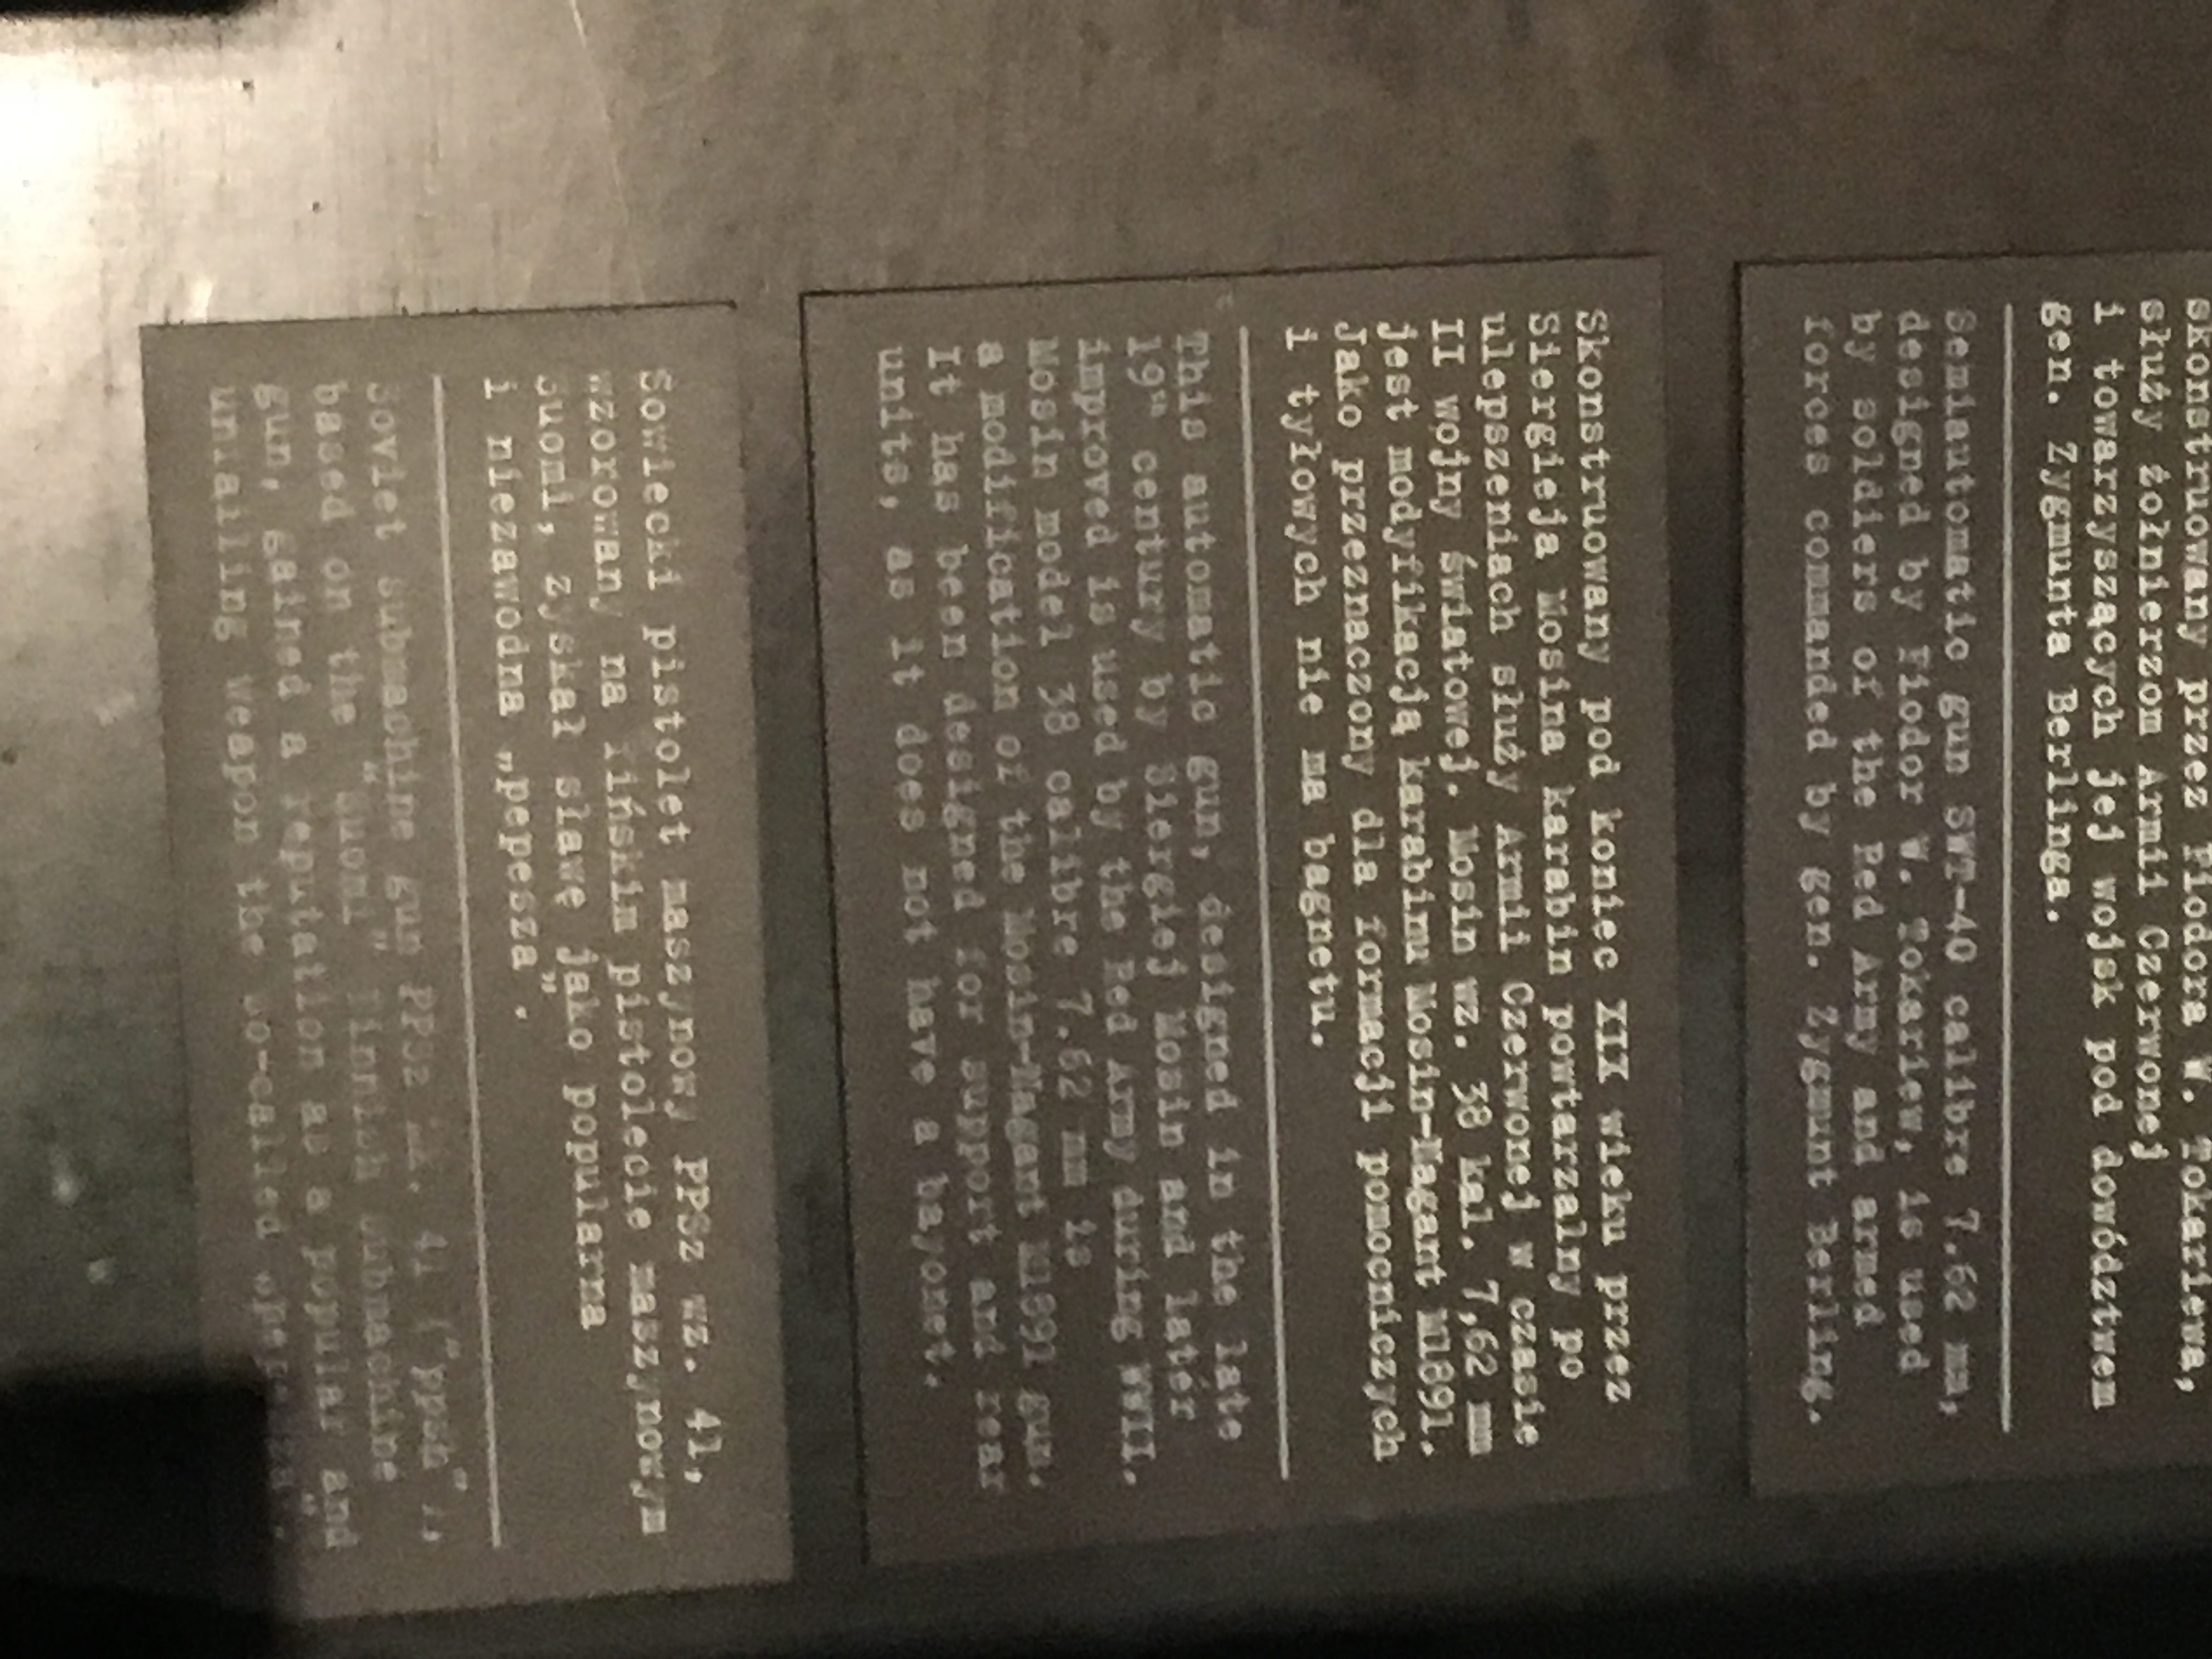 skonstruowany przez Fiodora W. Tokariewa,
służy żołnierzom Armii Czerwonej
i towarzyszących jej wojsk pod dowództwem
gen. Zygmunta Berlinga.
Semiautomatic gun SWT-40 calibre 7.62 mm,
designed by Fiodor W. Tokariew, is used
by soldiers of the Red Army and armed
forces commanded by gen. Zygmunt Berling.
Skonstruowany pod koniec XIX wieku przez
Siergieja Mosina karabin powtarzalny po
ulepszeniach służy Armii Czerwonej w czasie
II wojny światowej. Mosin wz. 38 kal. 7,62 mm
jest modyfikacją karabinu Mosin-Nagant M1891.
Jako przeznaczony dla formacji pomocniczych
i tyłowych nie ma bagnetu.
This automatic gun, designed in the late
19th century by Siergiej Mosin and later
improved is used by the Red Army during WWII.
Mosin model 38 calibre 7.62 mm is
a modification of the Mosin-Nagant M1891 gun.
It has been designed for support and rear
units, as it does not have a bayonet.
Sowiecki pistolet maszynowy PPSz wz. 41,
wzorowany na fińskim pistolecie maszynowym
Suomi, zyskał sławę jako popularna
i niezawodna „pepesza”.
Soviet submachine gun PPSz 41
based on the „Suomi” Finnish submachine
gun, gained a reputation as a popular and
unfailing weapon the so-called